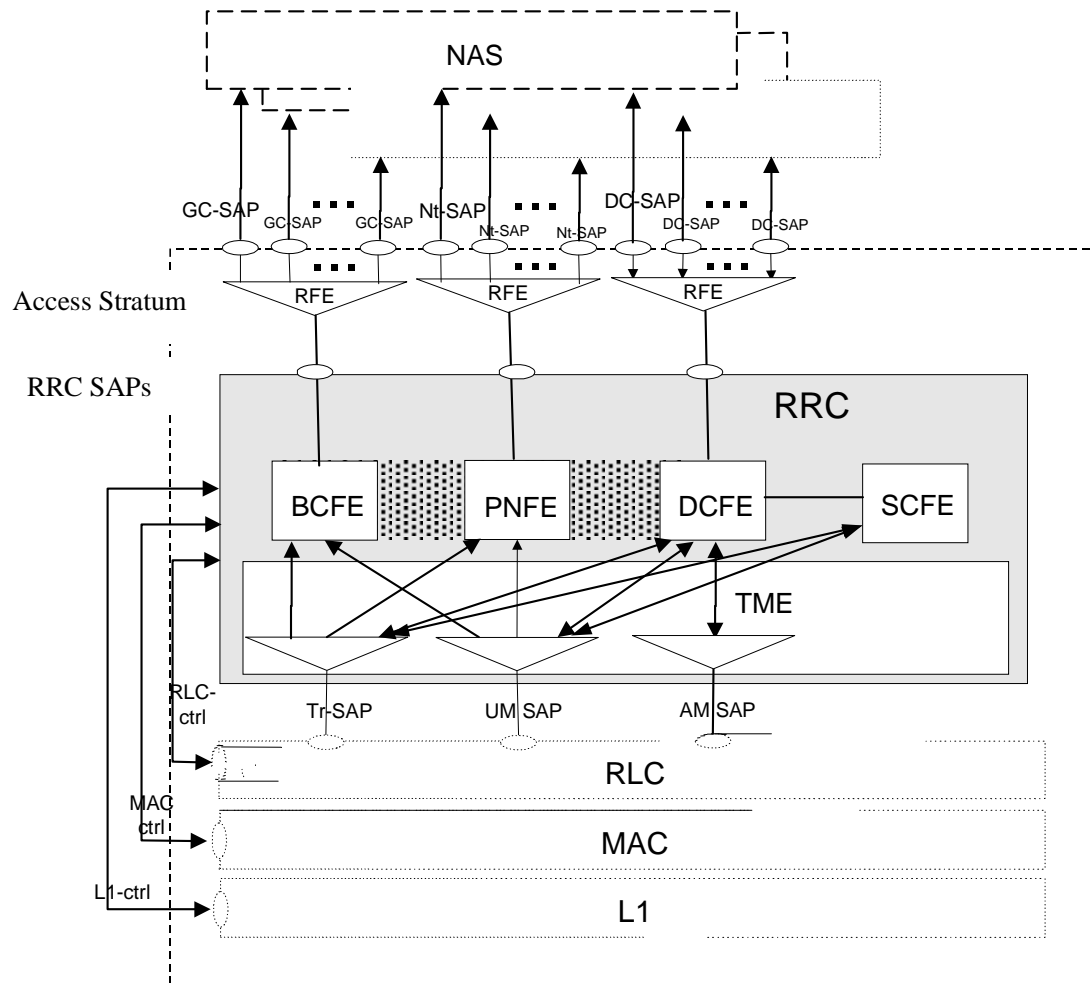 NAS
GC-SAP
GC-SAP
GC-SAP
Nt-SAP
Nt-SAP
Nt-SAP
DC-SAP
DC-SAP
DC-SAP
Access Stratum
RFE
RFE
RFE
RRC SAPs
RRC
BCFE
PNFE
DCFE
SCFE
TME
RLC-
ctrl
Tr-SAP
UM SAP
AM SAP
RLC
MAC
ctrl
MAC
L1-ctrl
L1